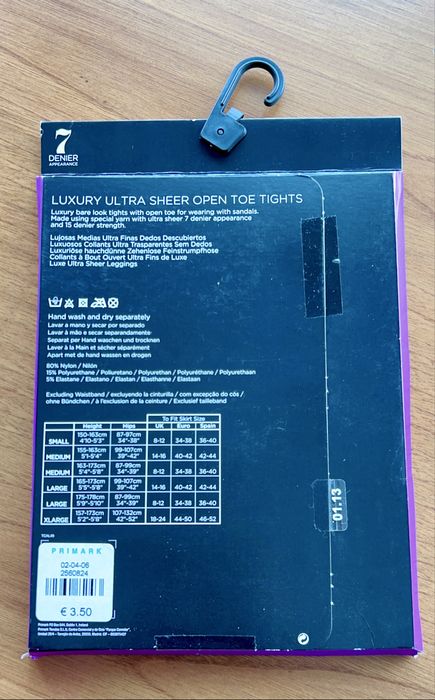 7
DENIER
APPEARANCE
LUXURY ULTRA SHEER OPEN TOE TIGHTS
Luxury bare look tights with open toe for wearing with sandals.
Made using special yarn with ultra sheer 7 denier appearance
and 15 denier strength.
Lujosas Medias Ultra Finas Dedos Descubiertos
Luxuosos Collants Ultra Trasparentes Sem Dedos
Luxuriöse hauchdünne Zehenlose Feinstrumpfhose
Collants à Bout Ouvert Ultra Fins de Luxe
Luxe Ultra Sheer Leggings
Hand wash and dry separately
Lavar a mano y secar por separado
Lavar à mão e secar separadamente
Separat per Hand waschen und trocknen
Laver à la Main et sécher séparément
Apart met de hand wassen en drogen
80% Nylon / Nilón
15% Polyurethane / Poliuretano / Polyurethan / Polyuréthane / Polyurethaan
5% Elastane / Elastano / Elastan / Elasthanne / Elastaan
Excluding Waistband / excluyendo la cinturilla / com excepção do cós /
ohne Bündchen / à l'exclusion de la ceinture / Exclusief tailleband
To Fit Skirt Size
Height Hips UK Euro Spain
SMALL 150-163cm 4'10-5'3" 87-97cm 34"-38" 8-12 34-38 36-40
MEDIUM 155-163cm 5'1-5'4" 99-107cm 39"-42" 14-16 40-42 42-44
MEDIUM 163-173cm 5'4"-5'8" 87-99cm 34"-39" 8-12 34-38 36-40
LARGE 165-173cm 5'5"-5'8" 99-107cm 39"-42" 14-16 40-42 42-44
LARGE 175-178cm 5'9"-5'10" 87-99cm 34"-39" 8-12 34-38 36-40
XLARGE 157-173cm 5'2"-5'8" 107-132cm 42"-52" 18-24 44-50 46-52
01:13
PRIMARK
02-04-06
2560824
€ 3.50